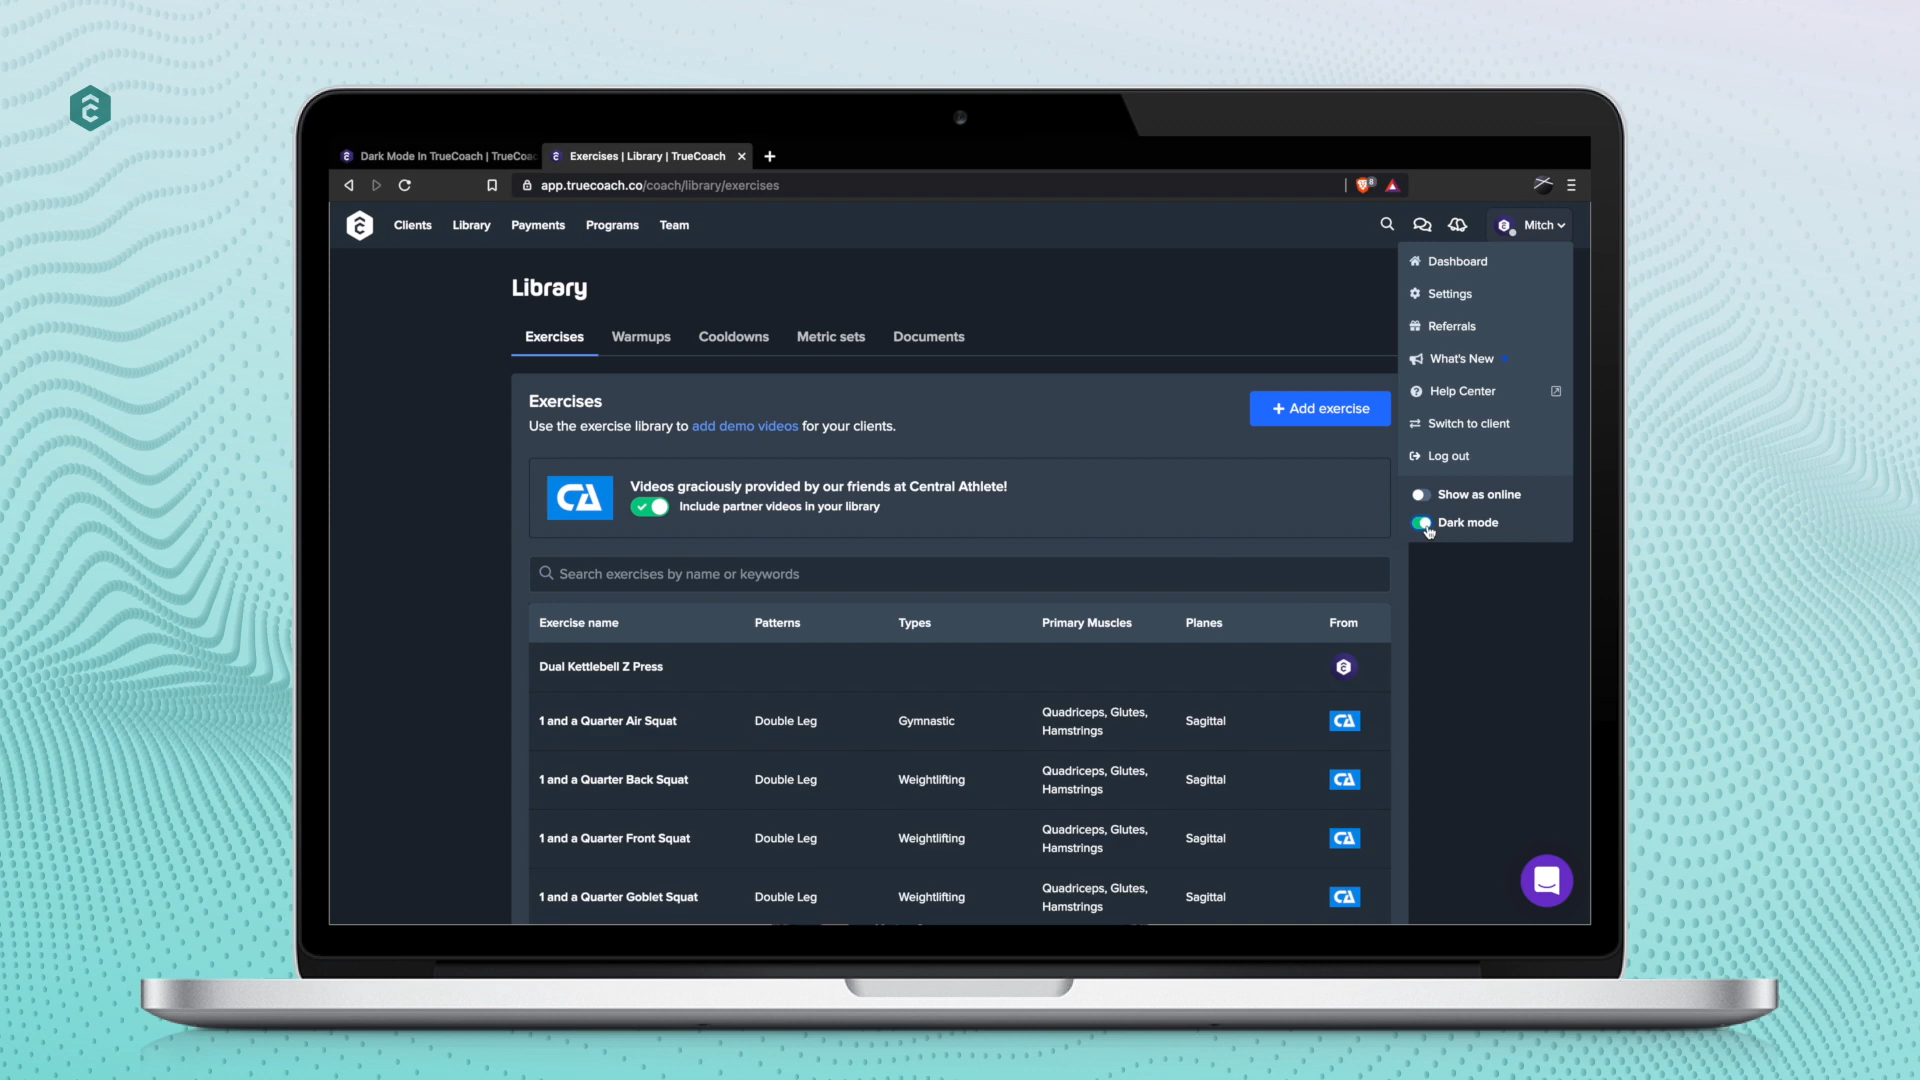 Dark Mode In TrueCoach | TrueCoac
Exercises | Library | TrueCoach
app.truecoach.co/coach/library/exercises
8
Clients Library Payments Programs Team Mitch
Dashboard
Settings
Referrals
What's New
Help Center
Switch to client
Log out
Show as online
Dark mode
Library
Exercises Warmups Cooldowns Metric sets Documents
Exercises
Use the exercise library to add demo videos for your clients.
+ Add exercise
CA
Videos graciously provided by our friends at Central Athlete!
Include partner videos in your library
Search exercises by name or keywords
Exercise name Patterns Types Primary Muscles Planes From
Dual Kettlebell Z Press
1 and a Quarter Air Squat Double Leg Gymnastic Quadriceps, Glutes, Sagittal CA
Hamstrings
1 and a Quarter Back Squat Double Leg Weightlifting Quadriceps, Glutes, Sagittal CA
Hamstrings
1 and a Quarter Front Squat Double Leg Weightlifting Quadriceps, Glutes, Sagittal CA
Hamstrings
1 and a Quarter Goblet Squat Double Leg Weightlifting Quadriceps, Glutes, Sagittal CA
Hamstrings